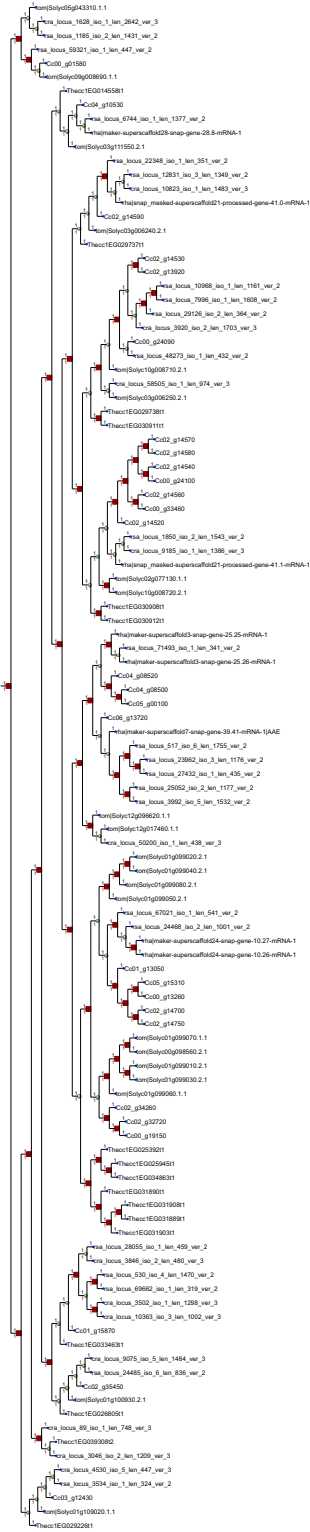 tom|Solyc05g043310.1.1
cra_locus_1628_iso_1_len_2642_ver_3
rsa_locus_1185_iso_2_len_1431_ver_2
rsa_locus_59321_iso_1_len_447_ver_2
Cc00_g01580
tom|Solyc09g008690.1.1
Thecc1EG014558t1
Cc04_g10530
rsa_locus_6744_iso_1_len_1377_ver_2
rha|maker-superscaffold28-snap-gene-28.8-mRNA-1
tom|Solyc03g111550.2.1
rsa_locus_22348_iso_1_len_351_ver_2
rsa_locus_12831_iso_3_len_1349_ver_2
cra_locus_10823_iso_1_len_1483_ver_3
rha|snap_masked-superscaffold21-processed-gene-41.0-mRNA-1
Cc02_g14590
tom|Solyc03g006240.2.1
Thecc1EG029737t1
Cc02_g14530
Cc02_g13920
rsa_locus_10968_iso_1_len_1161_ver_2
rsa_locus_7996_iso_1_len_1608_ver_2
rsa_locus_29126_iso_2_len_364_ver_2
cra_locus_3920_iso_2_len_1703_ver_3
Cc00_g24090
rsa_locus_48273_iso_1_len_432_ver_2
tom|Solyc10g008710.2.1
cra_locus_58505_iso_1_len_974_ver_3
tom|Solyc03g006250.2.1
Thecc1EG029738t1
Thecc1EG030911t1
Cc02_g14570
Cc02_g14580
Cc02_g14540
Cc00_g24100
Cc02_g14560
Cc00_g33460
Cc02_g14520
rsa_locus_1850_iso_2_len_1543_ver_2
cra_locus_9185_iso_1_len_1386_ver_3
rha|snap_masked-superscaffold21-processed-gene-41.1-mRNA-1
tom|Solyc02g077130.1.1
tom|Solyc10g008720.2.1
Thecc1EG030908t1
Thecc1EG030912t1
rha|maker-superscaffold3-snap-gene-25.25-mRNA-1
rsa_locus_71493_iso_1_len_341_ver_2
rha|maker-superscaffold3-snap-gene-25.26-mRNA-1
Cc04_g08520
Cc04_g08500
Cc05_g00100
Cc06_g13720
rha|maker-superscaffold7-snap-gene-39.41-mRNA-1|AAE
rsa_locus_517_iso_6_len_1755_ver_2
rsa_locus_23962_iso_3_len_1176_ver_2
rsa_locus_27432_iso_1_len_435_ver_2
rsa_locus_25052_iso_2_len_1177_ver_2
rsa_locus_3992_iso_5_len_1532_ver_2
tom|Solyc12g096620.1.1
tom|Solyc12g017460.1.1
cra_locus_50200_iso_1_len_438_ver_3
tom|Solyc01g099020.2.1
tom|Solyc01g099040.2.1
tom|Solyc01g099080.2.1
tom|Solyc01g099050.2.1
rsa_locus_67021_iso_1_len_541_ver_2
rsa_locus_24468_iso_2_len_1001_ver_2
rha|maker-superscaffold24-snap-gene-10.27-mRNA-1
rha|maker-superscaffold24-snap-gene-10.26-mRNA-1
Cc01_g13050
Cc05_g15310
Cc00_g13260
Cc02_g14700
Cc02_g14750
tom|Solyc01g099070.1.1
tom|Solyc00g098560.2.1
tom|Solyc01g099010.2.1
tom|Solyc01g099030.2.1
tom|Solyc01g099060.1.1
Cc02_g34260
Cc02_g32720
Cc00_g19150
Thecc1EG025392t1
Thecc1EG025945t1
Thecc1EG034863t1
Thecc1EG031890t1
Thecc1EG031908t1
Thecc1EG031889t1
Thecc1EG031903t1
rsa_locus_28055_iso_1_len_459_ver_2
cra_locus_3846_iso_2_len_480_ver_3
rsa_locus_530_iso_4_len_1470_ver_2
rsa_locus_69662_iso_1_len_319_ver_2
cra_locus_3502_iso_1_len_1298_ver_3
cra_locus_10363_iso_3_len_1002_ver_3
Cc01_g15870
Thecc1EG033463t1
cra_locus_9075_iso_5_len_1484_ver_3
rsa_locus_24485_iso_6_len_836_ver_2
Cc02_g35450
tom|Solyc01g100930.2.1
Thecc1EG026805t1
cra_locus_89_iso_1_len_748_ver_3
Thecc1EG039308t2
cra_locus_3046_iso_2_len_1209_ver_3
cra_locus_4530_iso_5_len_447_ver_3
rsa_locus_3534_iso_1_len_324_ver_2
Cc03_g12430
tom|Solyc01g109020.1.1
Thecc1EG029226t1